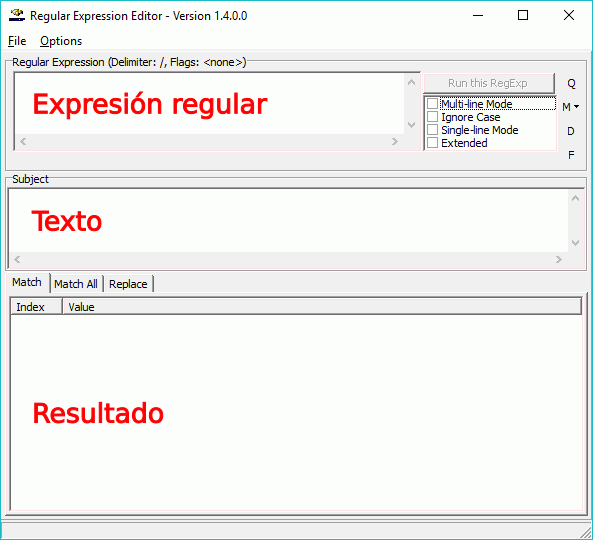 Regular Expression Editor - Version 1.4.0.0
File Options
Regular Expression (Delimiter: /, Flags: <none>)
Expresión regular
Run this RegExp
Q
Multi-line Mode
M
Ignore Case
Single-line Mode
D
Extended
F
Subject
Texto
Match Match All Replace
Index Value
Resultado